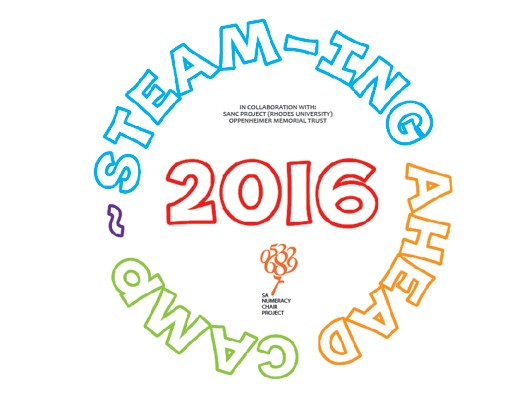 STEAM-ING AHEAD CAMP ~
IN COLLABORATION WITH:
SANC PROJECT (RHODES UNIVERSITY)
OPPENHEIMER MEMORIAL TRUST
2016
SA
NUMERACY
CHAIR
PROJECT